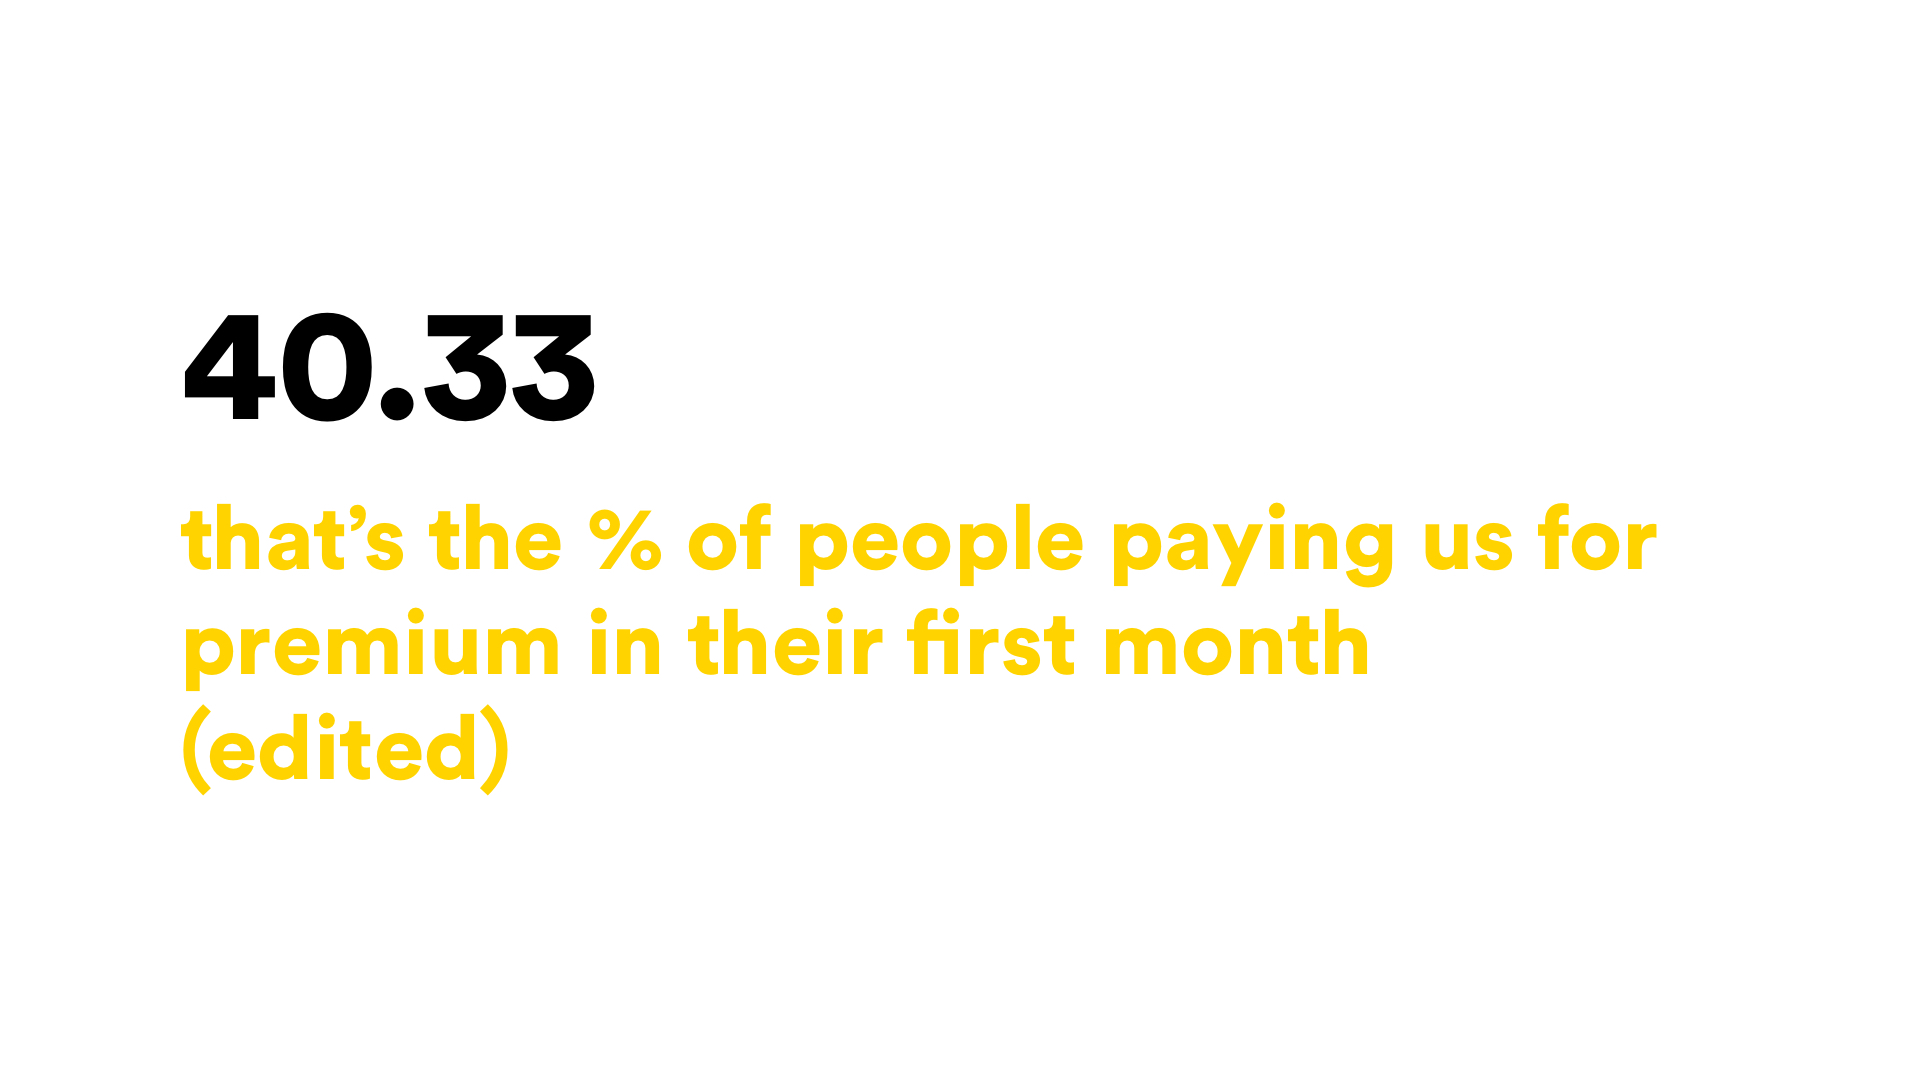 40.33
that’s the % of people paying us for
premium in their first month
(edited)